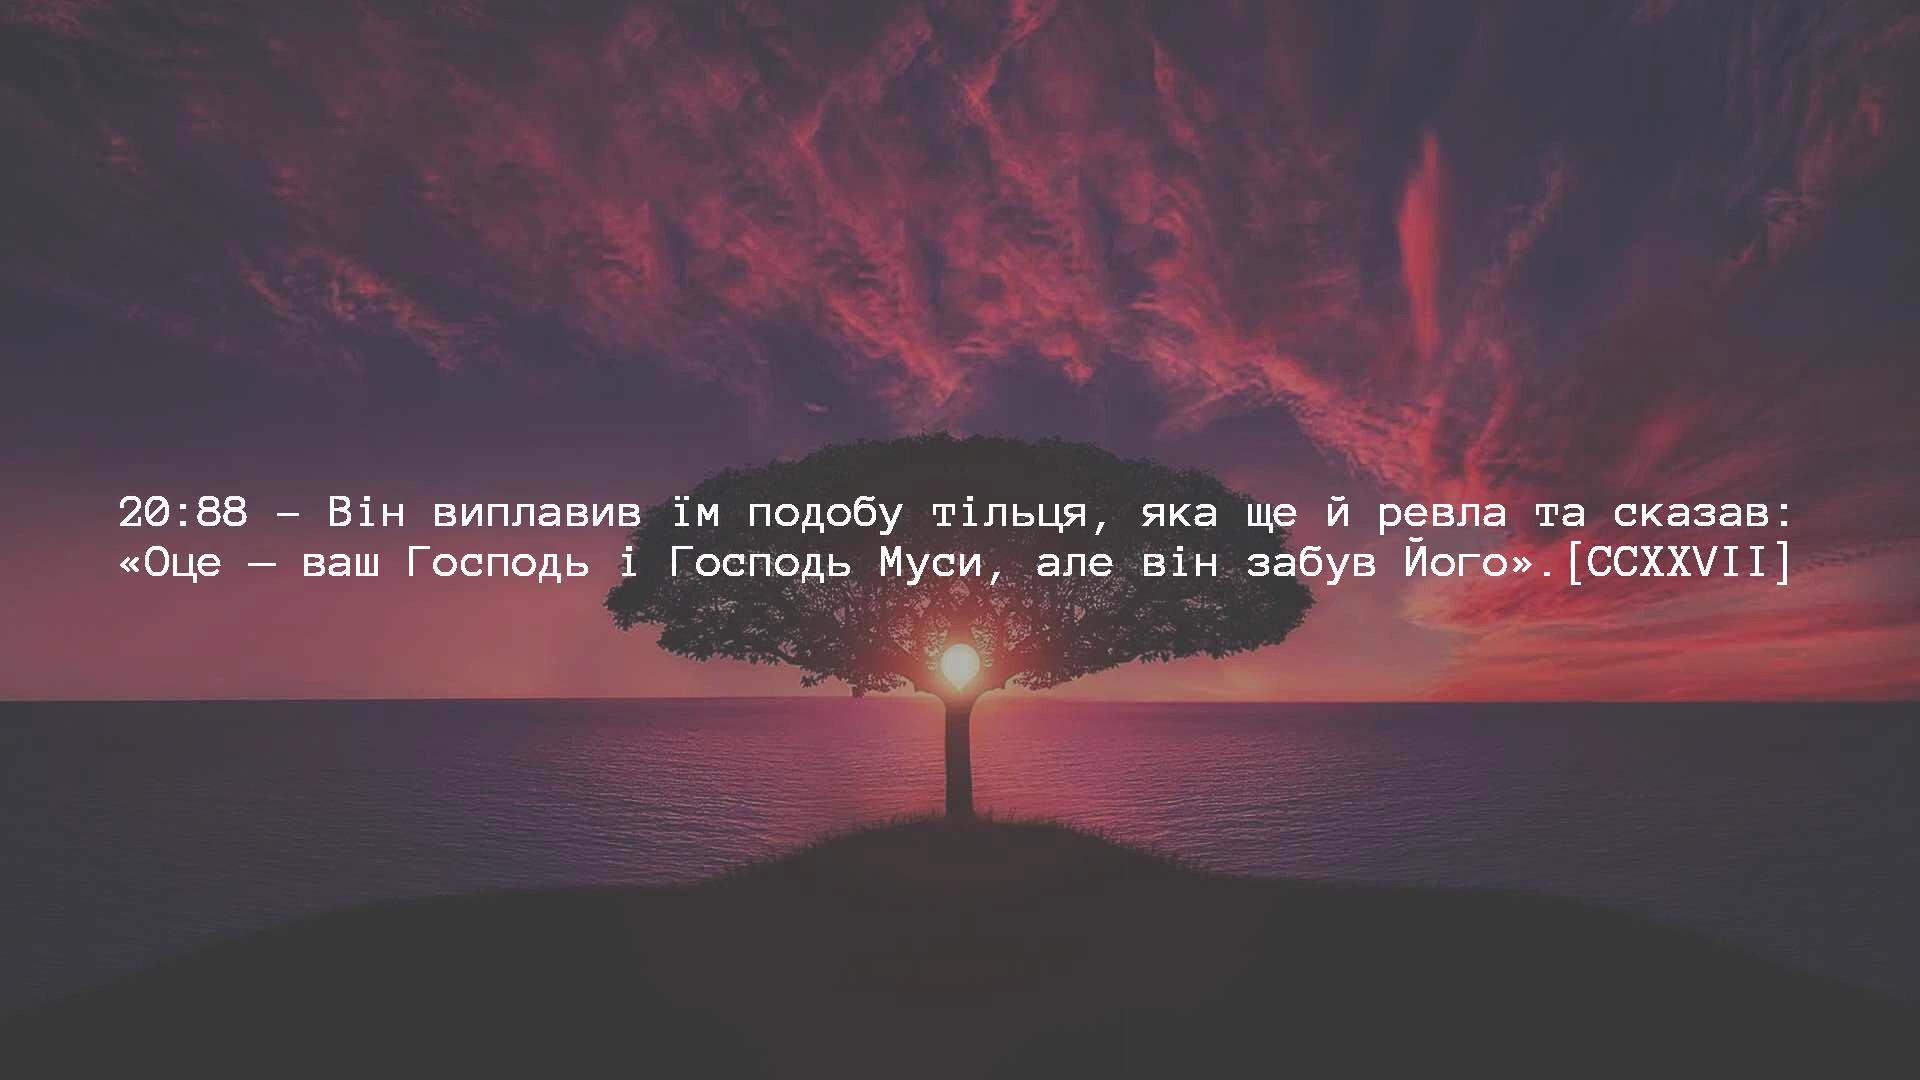 20:88 – Він виплавив їм подобу тільця, яка ще й ревла та сказав:
«Оце — ваш Господь і Господь Муси, але він забув Його».[CCXXVII]